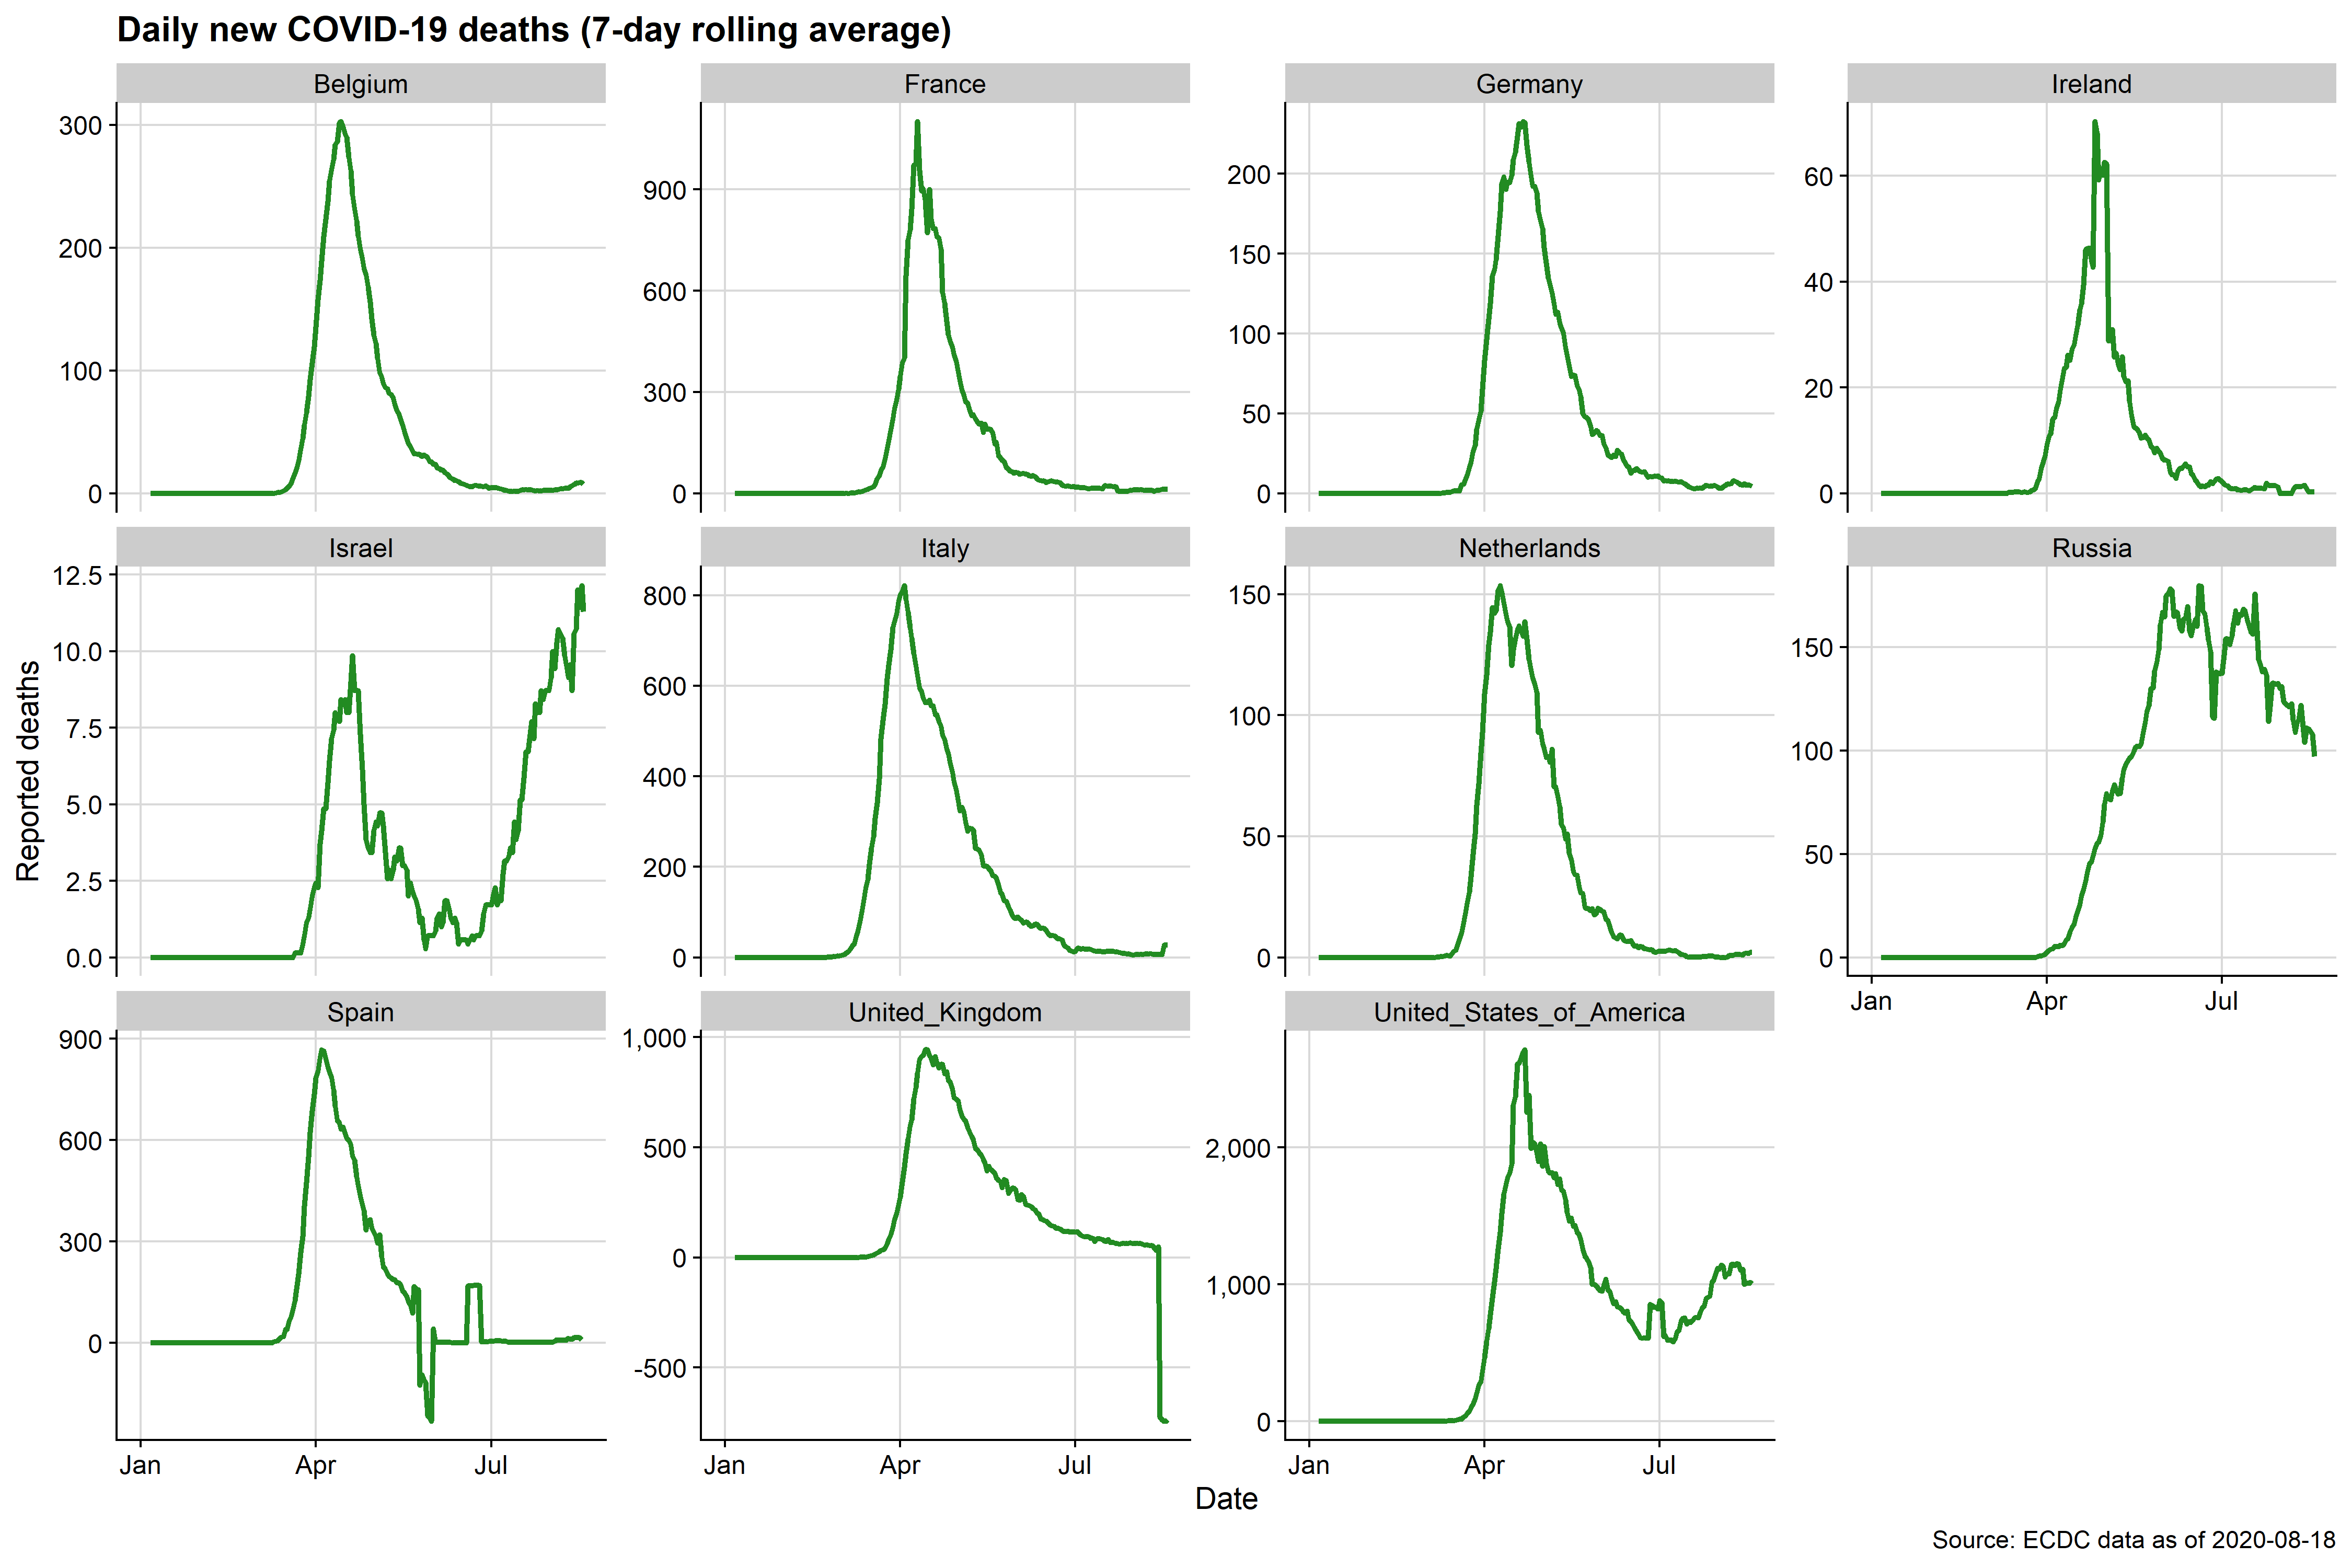 Daily new COVID-19 deaths (7-day rolling average)
Belgium
France
Germany
Ireland
300
200
100
0
900
600
300
0
200
150
100
50
0
60
40
20
0
Israel
Italy
Netherlands
Russia
12.5
10.0
7.5
5.0
2.5
0.0
800
600
400
200
0
150
100
50
0
150
100
50
0
Jan Apr Jul
Spain
United_Kingdom
United_States_of_America
900
600
300
0
1,000
500
0
-500
2,000
1,000
0
Jan Apr Jul
Jan Apr Jul
Jan Apr Jul
Reported deaths
Date
Source: ECDC data as of 2020-08-18